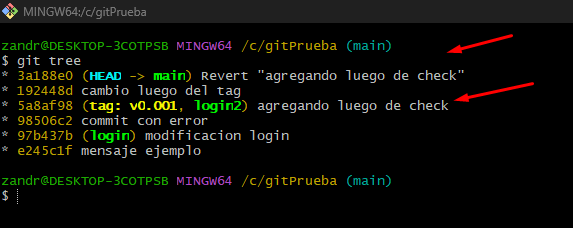 MINGW64:/c/gitPrueba
zandr@DESKTOP-3COTPSB MINGW64 /c/gitPrueba (main)
$ git tree
* 3a188e0 (HEAD -> main) Revert "agregando luego de check"
* 192448d cambio luego del tag
* 5a8af98 (tag: v0.001, login2) agregando luego de check
* 98506c2 commit con error
* 97b437b (login) modificacion login
* e245c1f mensaje ejemplo
zandr@DESKTOP-3COTPSB MINGW64 /c/gitPrueba (main)
$